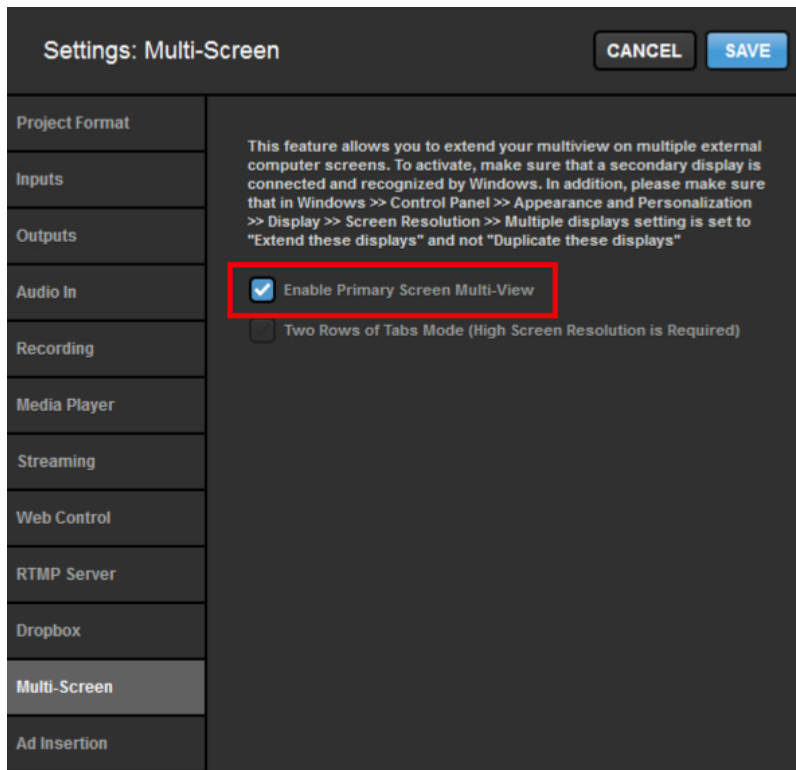 Settings: Multi-Screen
CANCEL
SAVE
Project Format
Inputs
Outputs
Audio In
Recording
Media Player
Streaming
Web Control
RTMP Server
Dropbox
Multi-Screen
Ad Insertion
This feature allows you to extend your multiview on multiple external
computer screens. To activate, make sure that a secondary display is
connected and recognized by Windows. In addition, please make sure
that in Windows >> Control Panel >> Appearance and Personalization
>> Display >> Screen Resolution >> Multiple displays setting is set to
"Extend these displays" and not "Duplicate these displays"
Enable Primary Screen Multi-View
Two Rows of Tabs Mode (High Screen Resolution is Required)